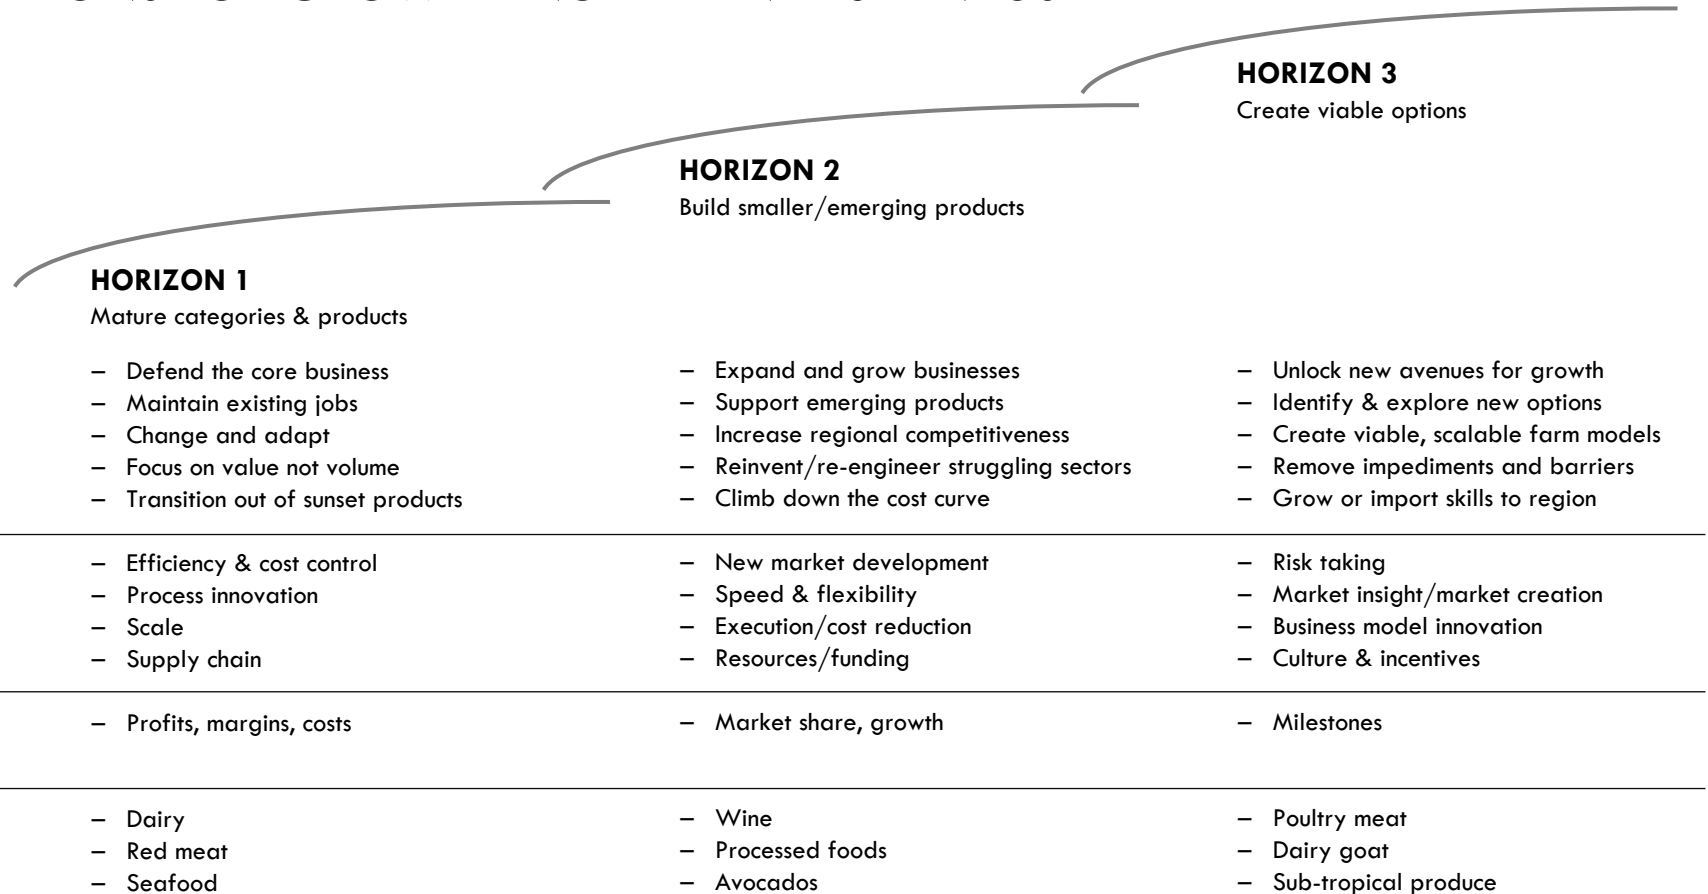 HORIZON 3
Create viable options
HORIZON 2
Build smaller/emerging products
HORIZON 1
Mature categories & products
– Defend the core business
– Maintain existing jobs
– Change and adapt
– Focus on value not volume
– Transition out of sunset products
– Expand and grow businesses
– Support emerging products
– Increase regional competitiveness
– Reinvent/re-engineer struggling sectors
– Climb down the cost curve
– Unlock new avenues for growth
– Identify & explore new options
– Create viable, scalable farm models
– Remove impediments and barriers
– Grow or import skills to region
– Efficiency & cost control
– Process innovation
– Scale
– Supply chain
– New market development
– Speed & flexibility
– Execution/cost reduction
– Resources/funding
– Risk taking
– Market insight/market creation
– Business model innovation
– Culture & incentives
– Profits, margins, costs
– Market share, growth
– Milestones
– Dairy
– Red meat
– Seafood
– Wine
– Processed foods
– Avocados
– Poultry meat
– Dairy goat
– Sub-tropical produce